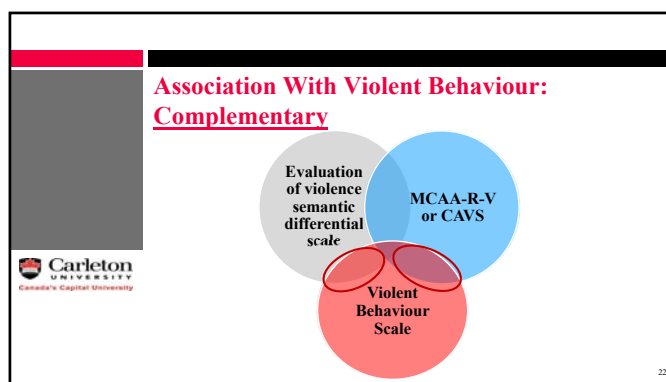 Association With Violent Behaviour:
Complementary
Evaluation
of violence
semantic
differential
scale
MCAA-R-V
or CAVS
Violent
Behaviour
Scale
Carleton
UNIVERSITY
Canada's Capital University
22